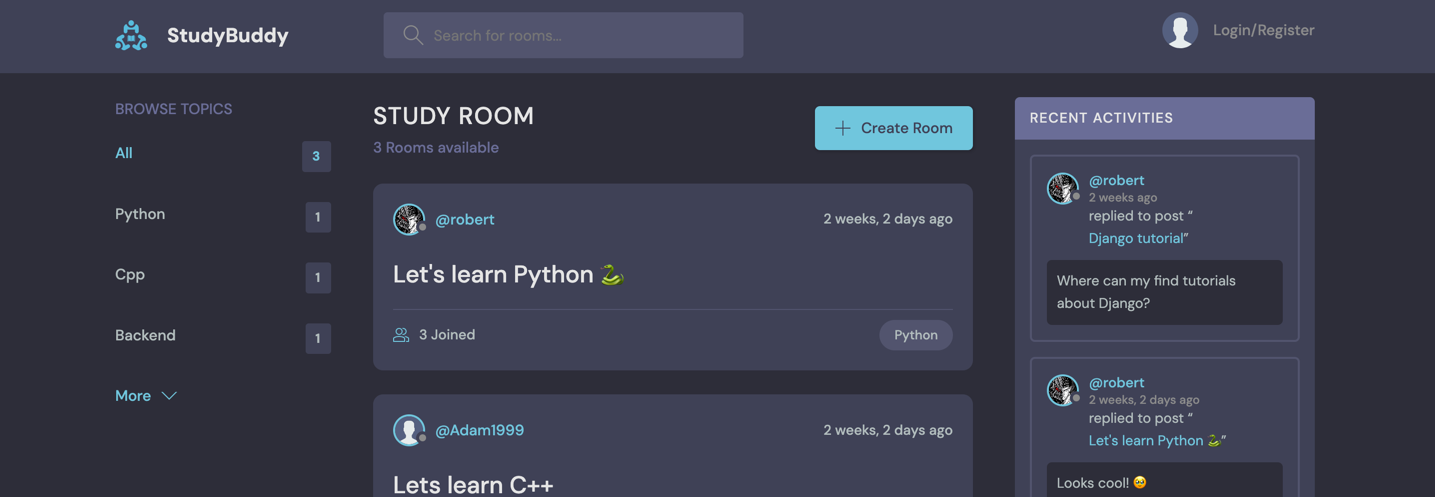 StudyBuddy
Search for rooms...
Login/Register
BROWSE TOPICS
All 3
Python 1
Cpp 1
Backend 1
More
STUDY ROOM
3 Rooms available
Create Room
@robert
2 weeks, 2 days ago
Let's learn Python 🐍
3 Joined
Python
@Adam1999
2 weeks, 2 days ago
Lets learn C++
RECENT ACTIVITIES
@robert
2 weeks ago
replied to post “
Django tutorial”
Where can my find tutorials
about Django?
@robert
2 weeks, 2 days ago
replied to post “
Let's learn Python 🐍”
Looks cool! 🥹